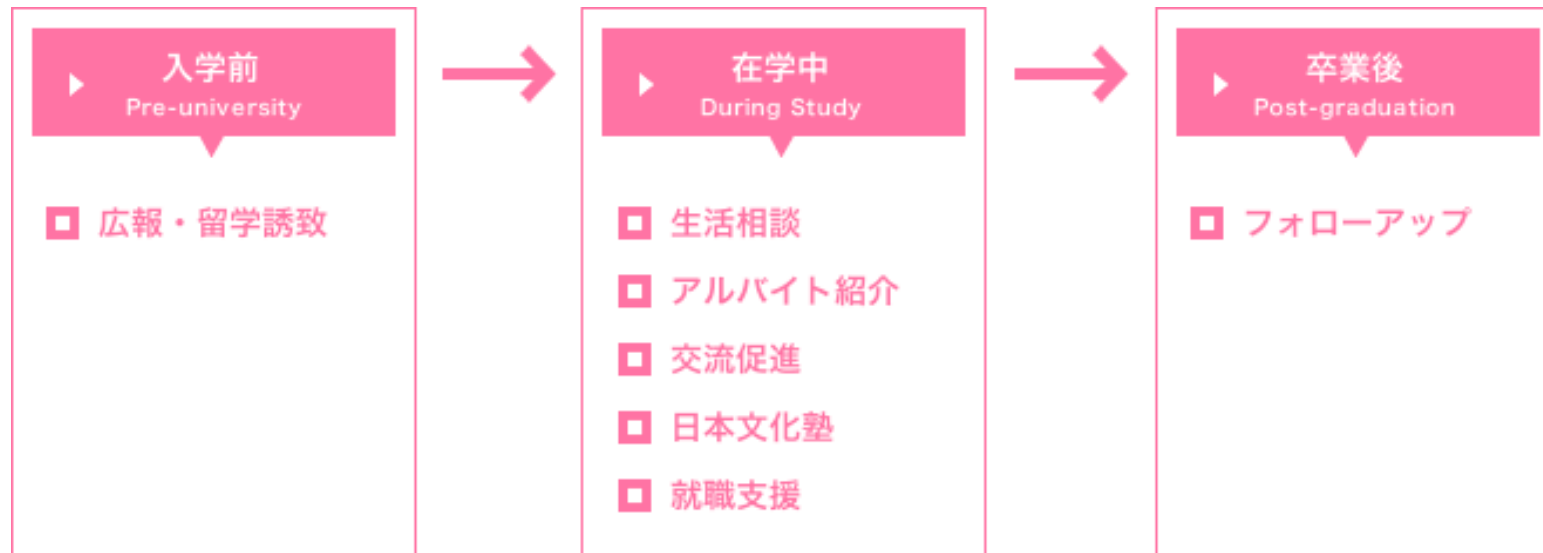 入学前
Pre-university
広報・留学誘致
在学中
During Study
生活相談
アルバイト紹介
交流促進
日本文化塾
就職支援
卒業後
Post-graduation
フォローアップ